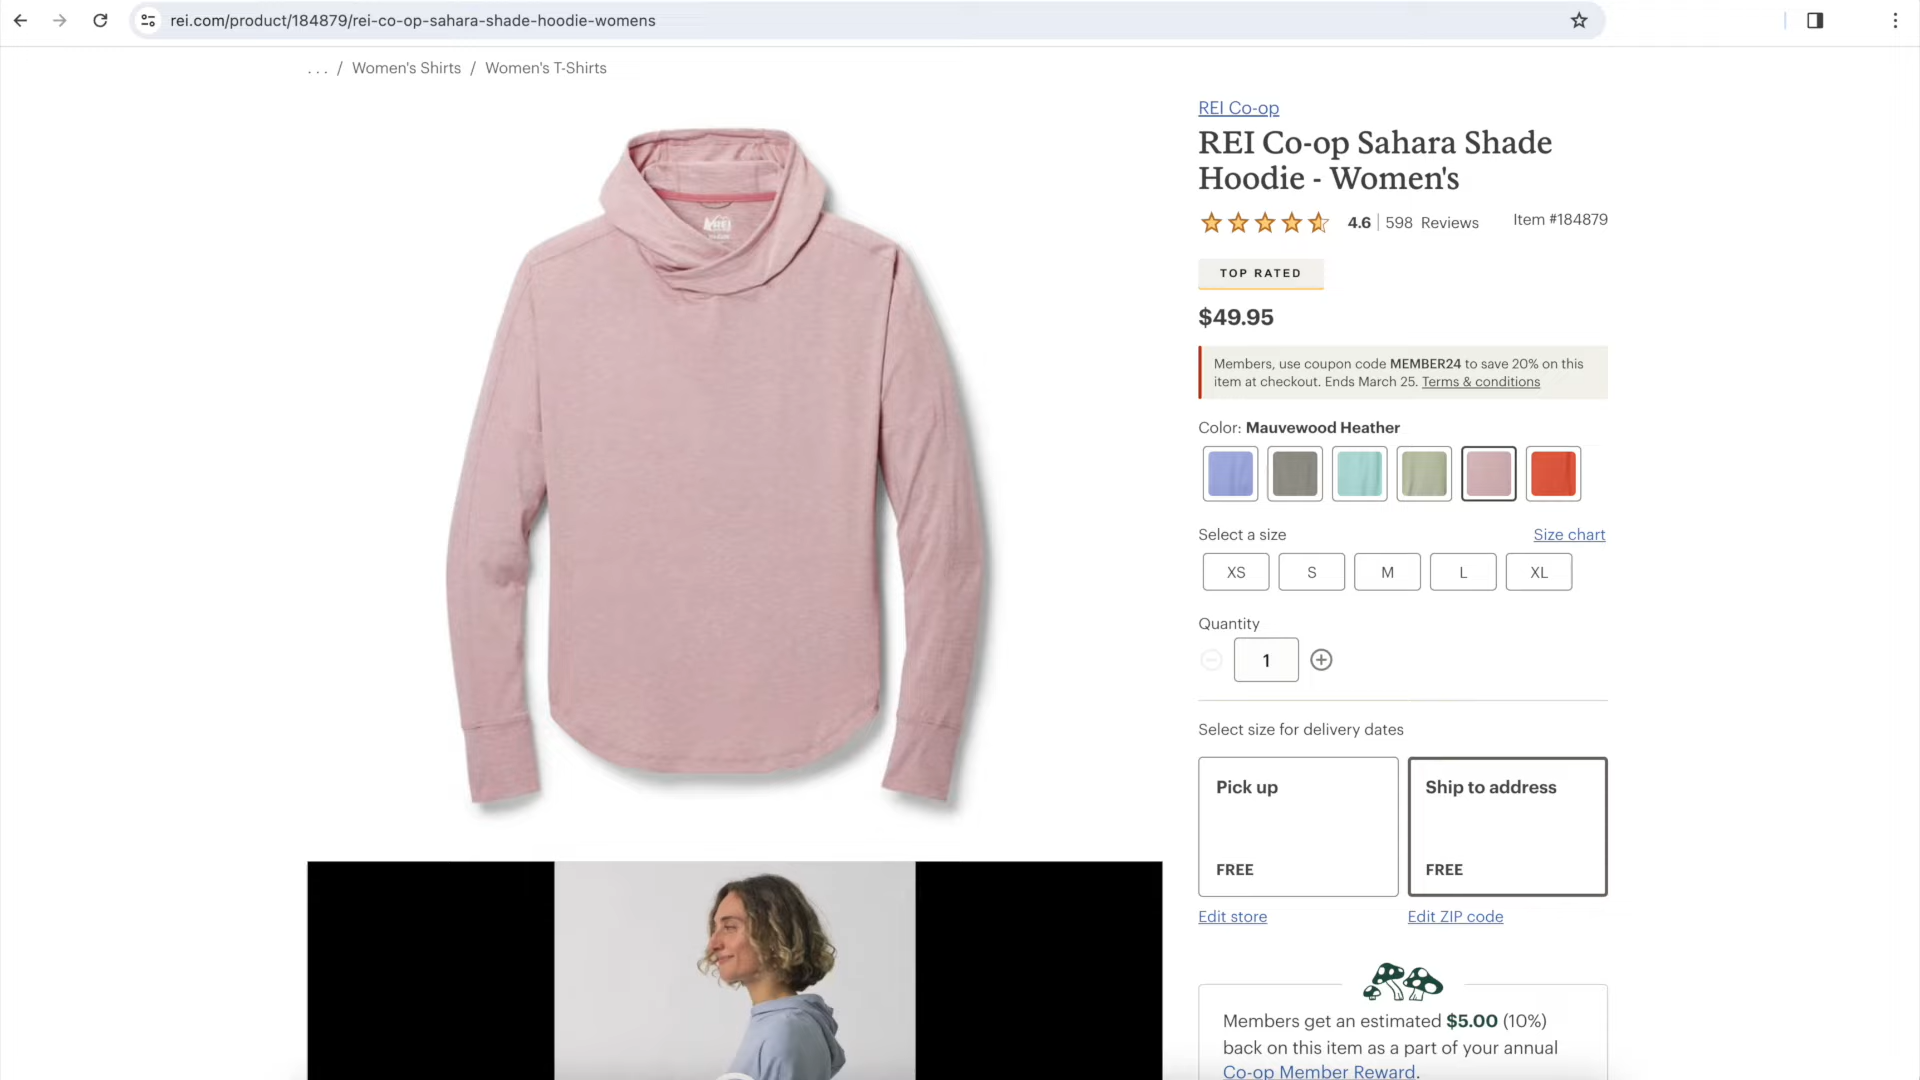 rei.com/product/184879/rei-co-op-sahara-shade-hoodie-womens
... / Women's Shirts / Women's T-Shirts
REI Co-op
REI Co-op Sahara Shade
Hoodie - Women's
4.6 | 598 Reviews
Item #184879
TOP RATED
$49.95
Members, use coupon code MEMBER24 to save 20% on this
item at checkout. Ends March 25. Terms & conditions
Color: Mauvewood Heather
Select a size
Size chart
XS S M L XL
Quantity
1
Select size for delivery dates
Pick up
FREE
Ship to address
FREE
Edit store
Edit ZIP code
Members get an estimated $5.00 (10%)
back on this item as a part of your annual
Co-op Member Reward.
REI